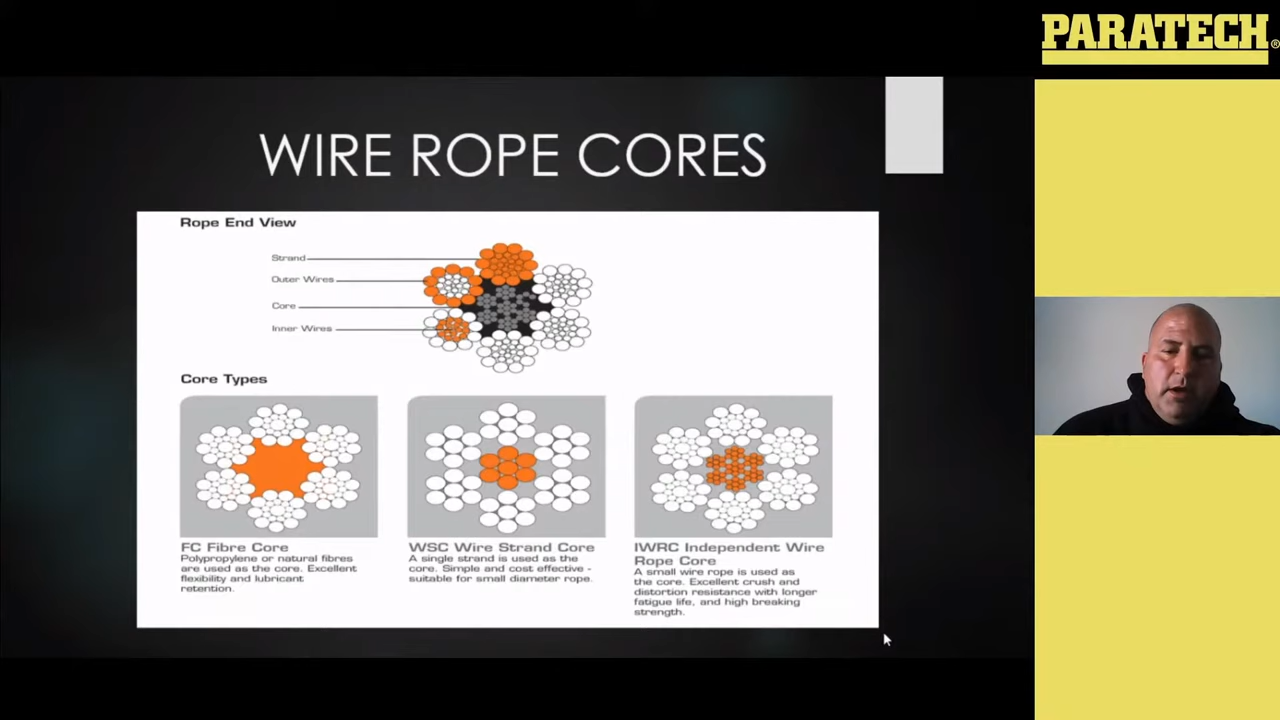 PARATECH®
WIRE ROPE CORES
Rope End View
Strand
Outer Wires
Core
Inner Wires
Core Types
FC Fibre Core
Polypropylene or natural fibres
are used as the core. Excellent
flexibility and lubricant
retention.
WSC Wire Strand Core
A single strand is used as the
core. Simple and cost effective -
suitable for small diameter rope.
IWRC Independent Wire
Rope Core
A small wire rope is used as
the core. Excellent crush and
distortion resistance with longer
fatigue life, and high breaking
strength.